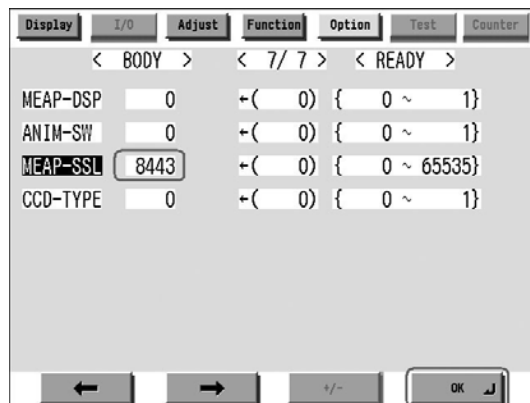 Display I/O Adjust Function Option Test Counter
< BODY > < 7/ 7 > < READY >
MEAP-DSP 0 ←( 0) { 0 ~ 1}
ANIM-SW 0 ←( 0) { 0 ~ 1}
MEAP-SSL 8443 ←( 0) { 0 ~ 65535}
CCD-TYPE 0 ←( 0) { 0 ~ 1}
← → +/- OK ↵